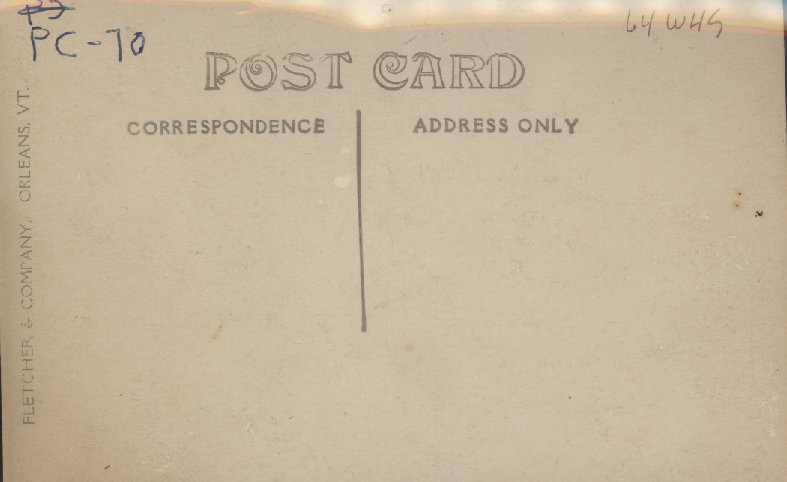 PC-70
64 WHS
POST CARD
CORRESPONDENCE
ADDRESS ONLY
FLETCHER & COMPANY, ORLEANS, VT.